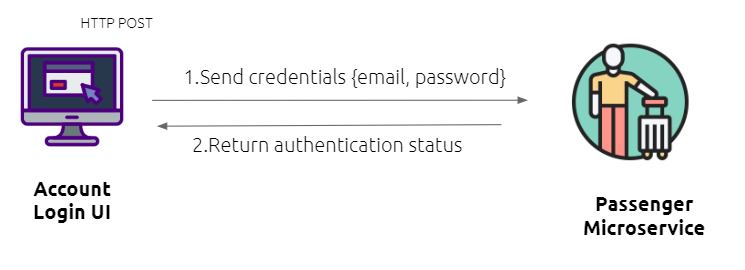 HTTP POST
1.Send credentials {email, password}
2.Return authentication status
Account
Login UI
Passenger
Microservice